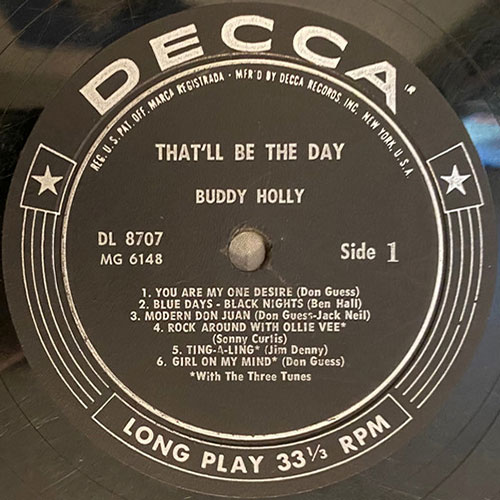 DECCA
REG. U.S. PAT. OFF. MARCA REGISTRADA • MFR'D BY DECCA RECORDS, INC., NEW YORK, U.S.A.
THAT'LL BE THE DAY
BUDDY HOLLY
DL 8707
MG 6148
Side 1
1. YOU ARE MY ONE DESIRE (Don Guess)
2. BLUE DAYS - BLACK NIGHTS (Ben Hall)
3. MODERN DON JUAN (Don Guess-Jack Neil)
4. ROCK AROUND WITH OLLIE VEE*
(Sonny Curtis)
5. TING-A-LING* (Jim Denny)
6. GIRL ON MY MIND* (Don Guess)
*With The Three Tunes
LONG PLAY 33 1/3 RPM